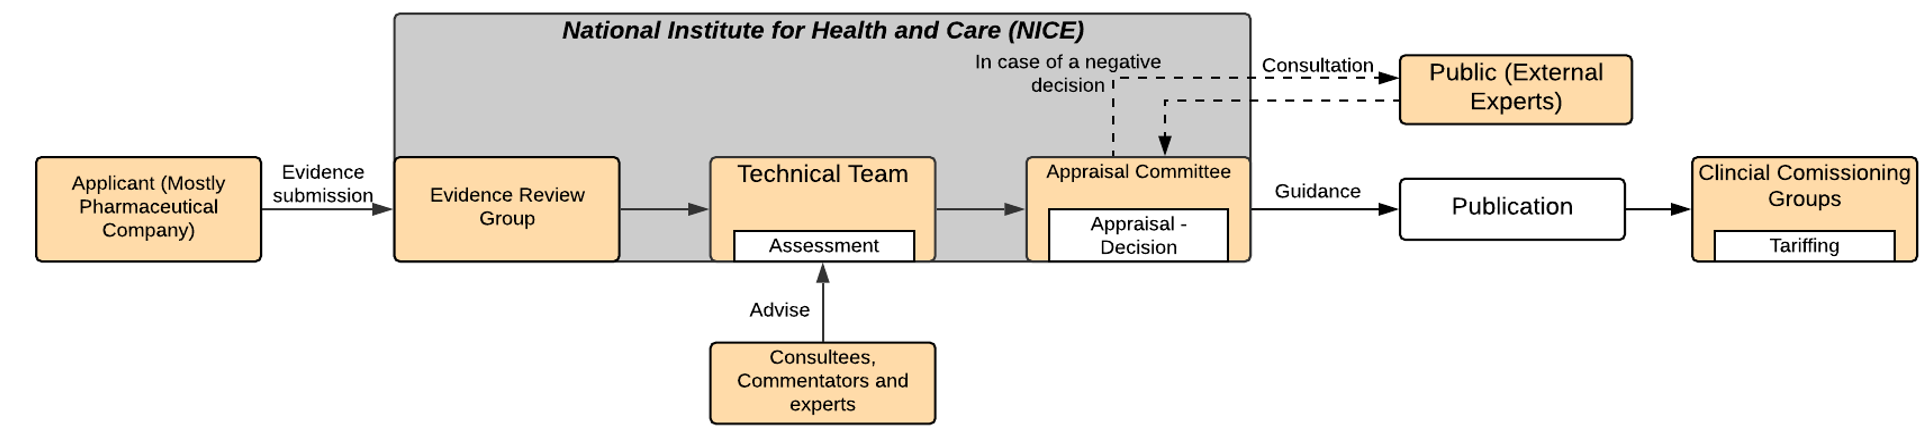 National Institute for Health and Care (NICE)
In case of a negative
decision
Consultation
Public (External
Experts)
Applicant (Mostly
Pharmaceutical
Company)
Evidence
submission
Evidence Review
Group
Technical Team
Assessment
Appraisal Committee
Appraisal -
Decision
Guidance
Publication
Clincial Comissioning
Groups
Tariffing
Advise
Consultees,
Commentators and
experts